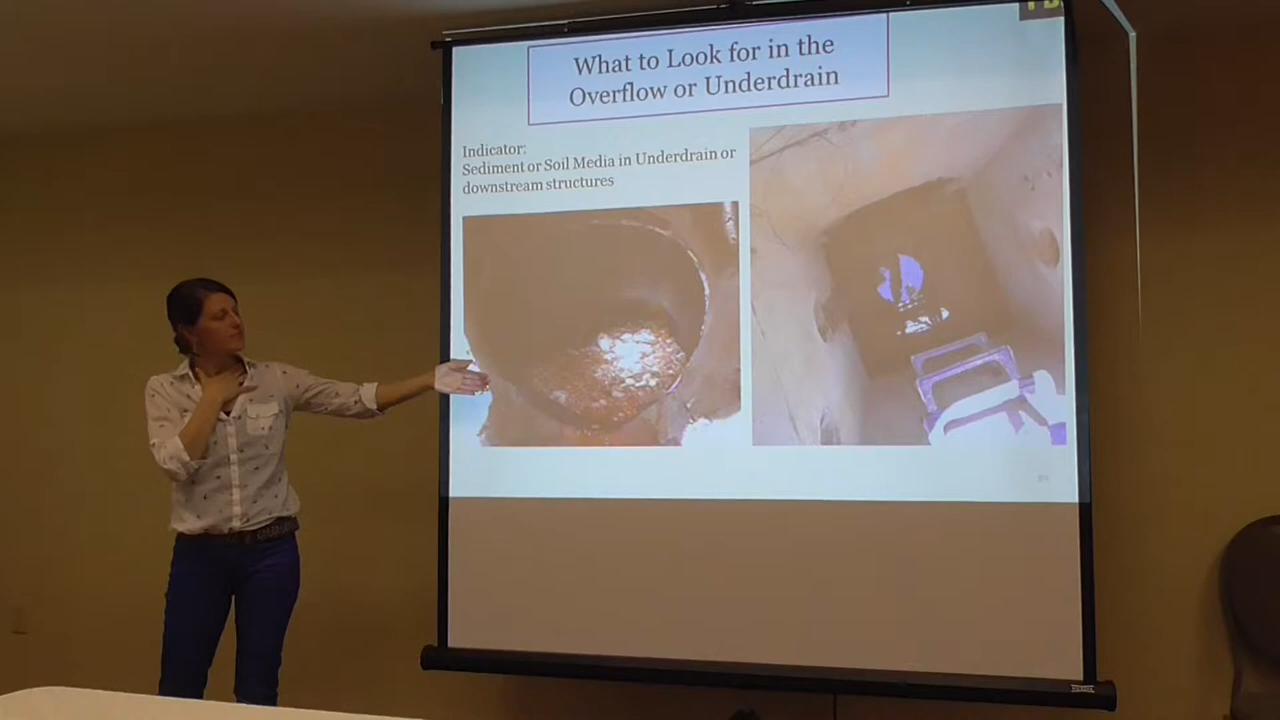 What to Look for in the
Overflow or Underdrain
Indicator:
Sediment or Soil Media in Underdrain or
downstream structures